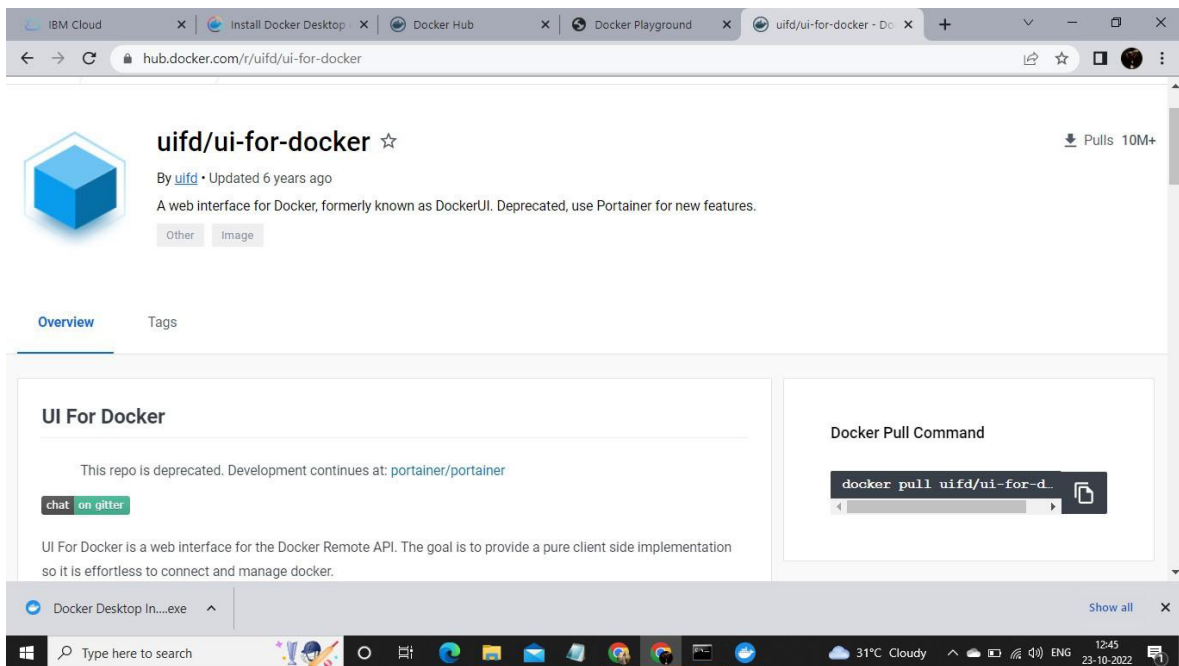 IBM Cloud
Install Docker Desktop
Docker Hub
Docker Playground
uifd/ui-for-docker - Do
hub.docker.com/r/uifd/ui-for-docker
uifd/ui-for-docker
Pulls 10M+
By uifd • Updated 6 years ago
A web interface for Docker, formerly known as DockerUI. Deprecated, use Portainer for new features.
Other Image
Overview Tags
UI For Docker
This repo is deprecated. Development continues at: portainer/portainer
chat on gitter
UI For Docker is a web interface for the Docker Remote API. The goal is to provide a pure client side implementation
so it is effortless to connect and manage docker.
Docker Pull Command
docker pull uifd/ui-for-d...
Docker Desktop In....exe
Show all
Type here to search
31°C Cloudy
ENG
12:45
23-10-2022